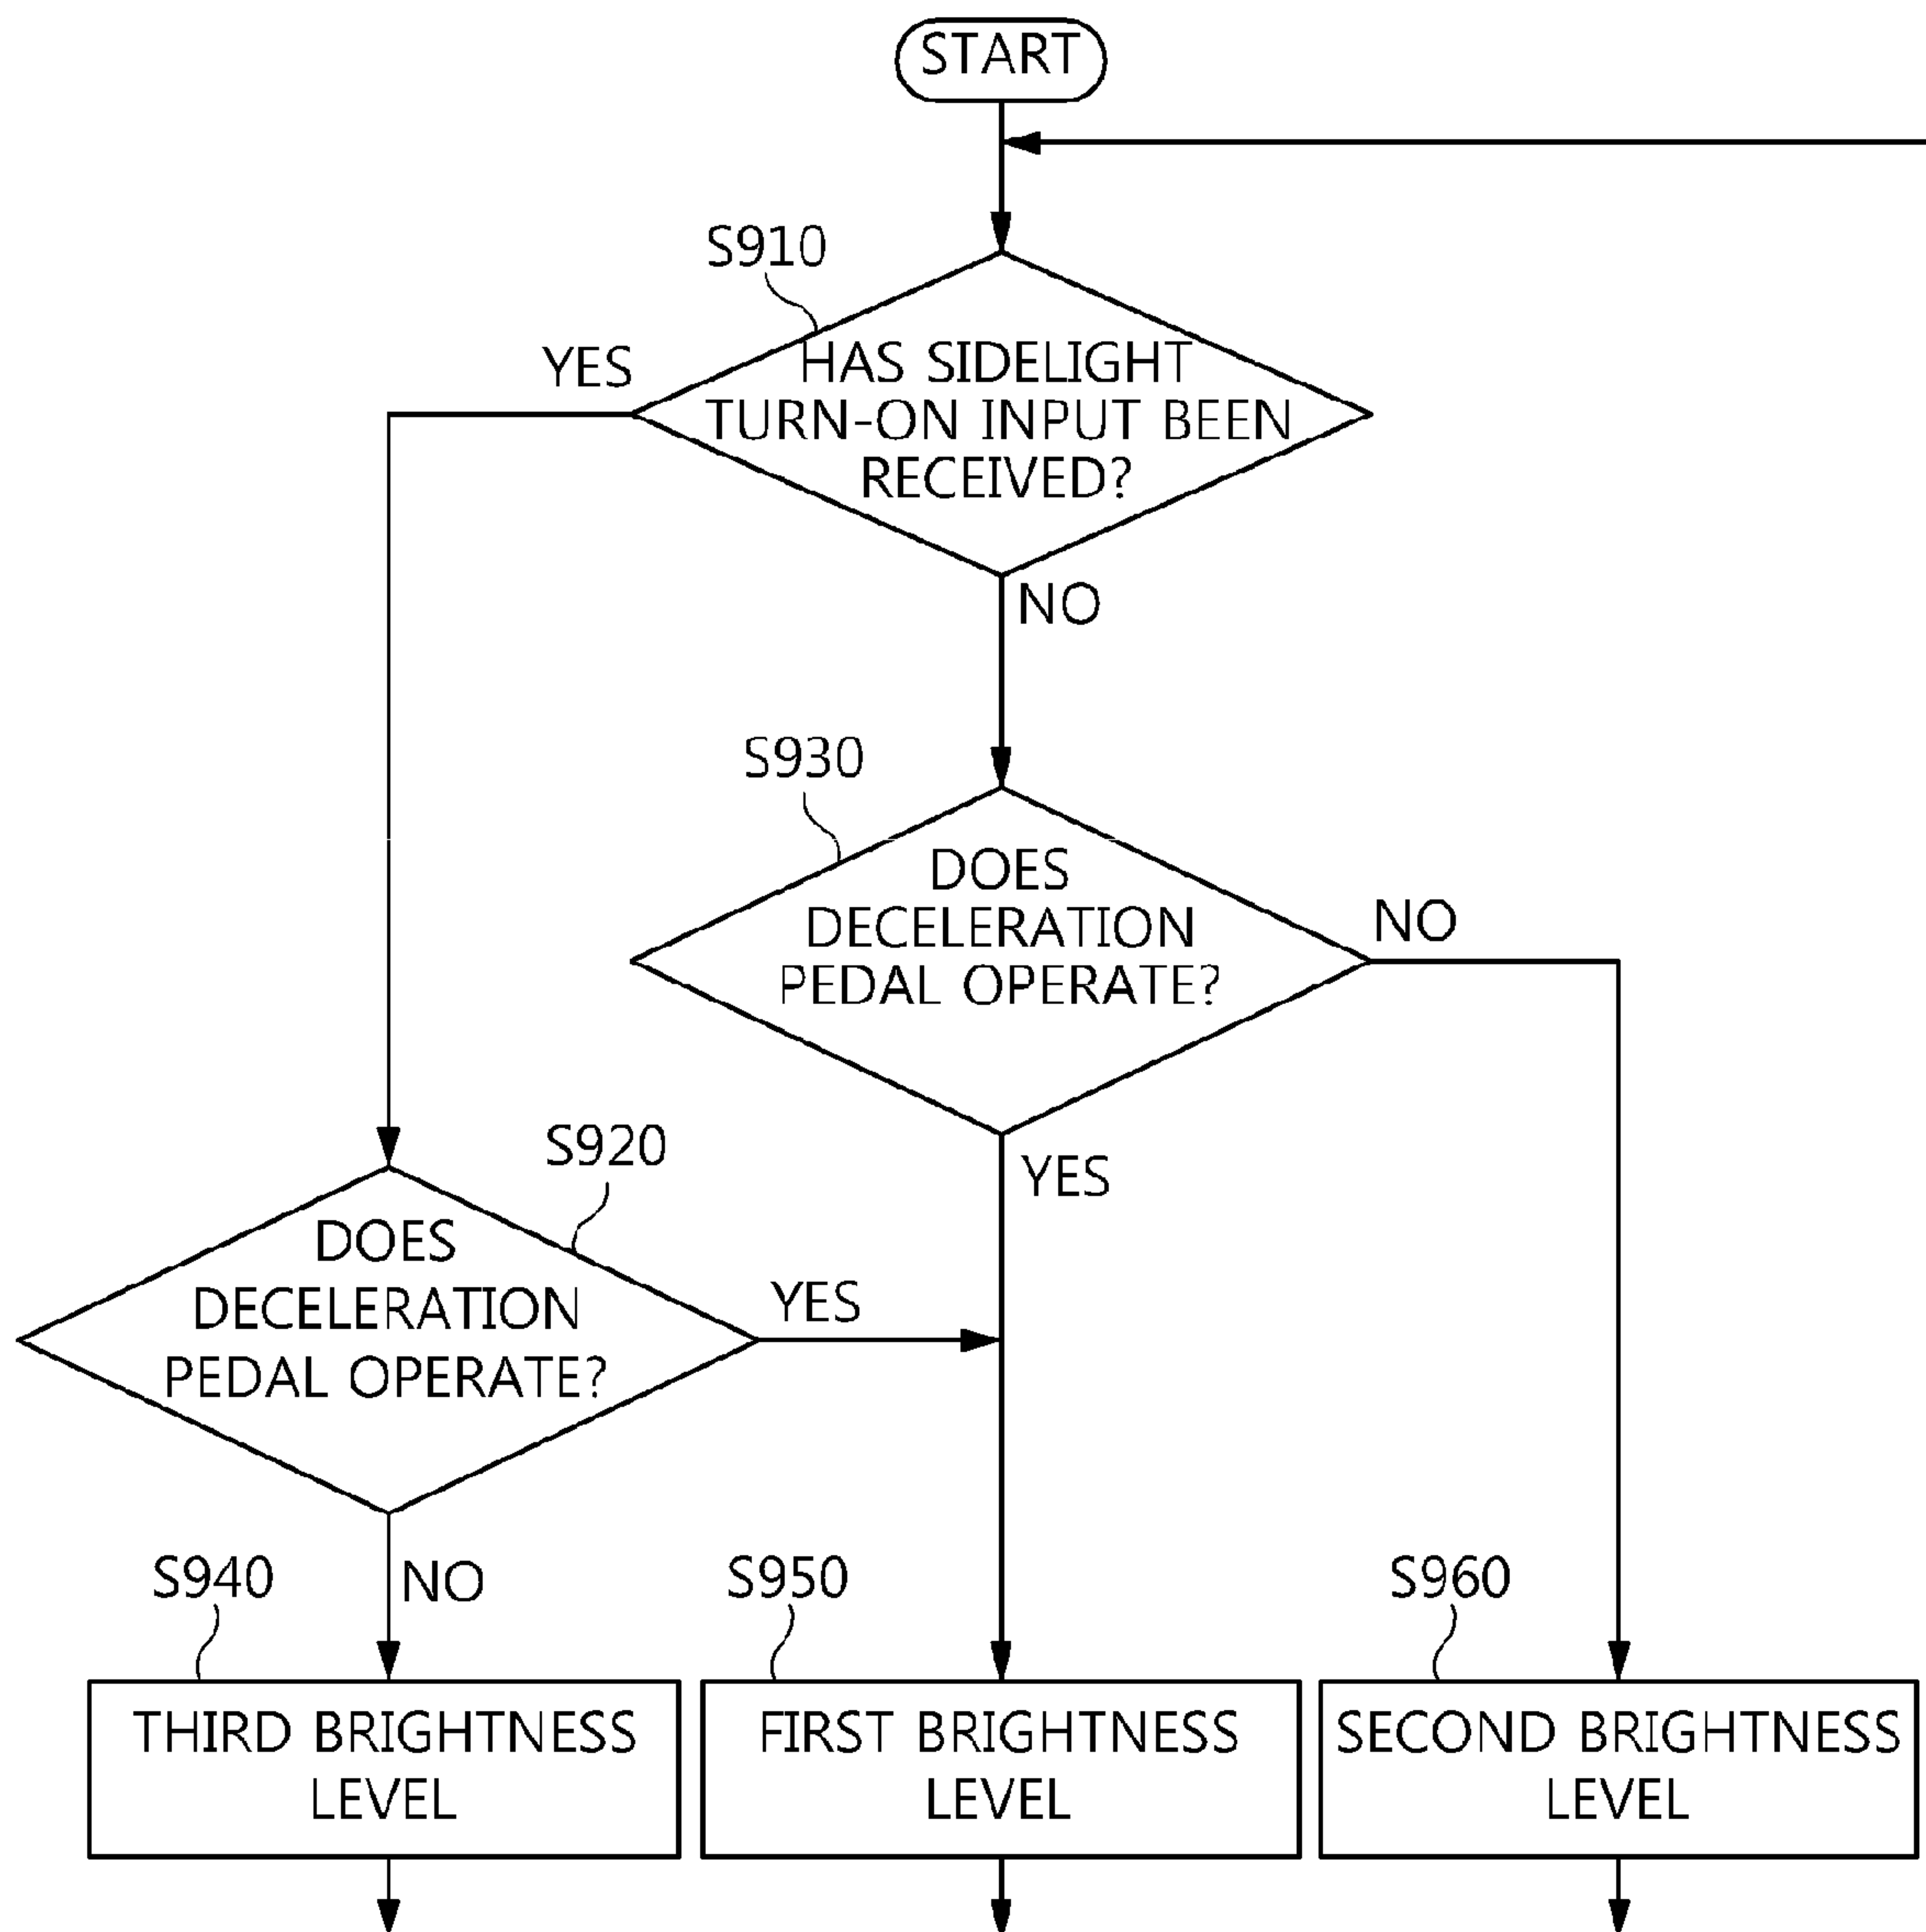 START
S910
YES
HAS SIDELIGHT
TURN-ON INPUT BEEN
RECEIVED?
NO
S930
DOES
DECELERATION
PEDAL OPERATE?
NO
YES
S920
DOES
DECELERATION
PEDAL OPERATE?
YES
NO
S940
S950
S960
THIRD BRIGHTNESS
LEVEL
FIRST BRIGHTNESS
LEVEL
SECOND BRIGHTNESS
LEVEL